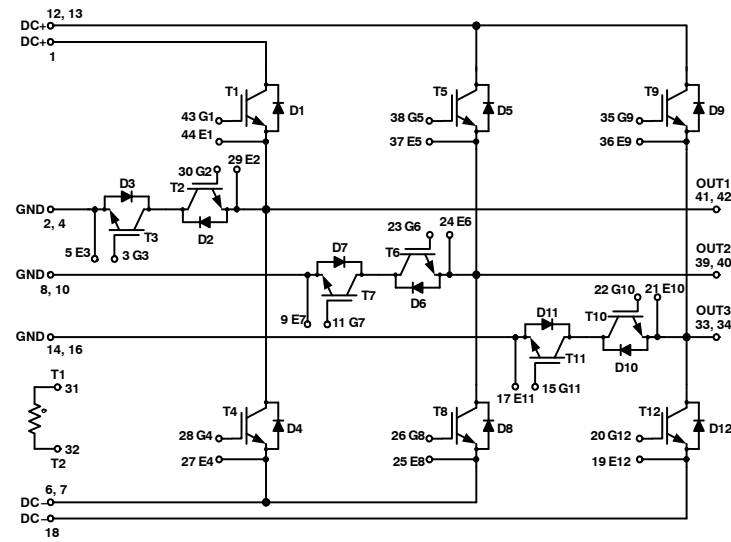 12, 13
DC+
DC+
1
T1
D1
43 G1
44 E1
T5
D5
38 G5
37 E5
T9
D9
35 G9
36 E9
30 G2
29 E2
D3
T2
T3
D2
GND
2, 4
5 E3
3 G3
OUT1
41, 42
23 G6
24 E6
D7
T6
T7
D6
GND
8, 10
9 E7
11 G7
OUT2
39, 40
22 G10
21 E10
D11
T10
T11
D10
GND
14, 16
17 E11
15 G11
OUT3
33, 34
T1
31
32
T2
T4
D4
28 G4
27 E4
T8
D8
26 G8
25 E8
T12
D12
20 G12
19 E12
6, 7
DC–
DC–
18